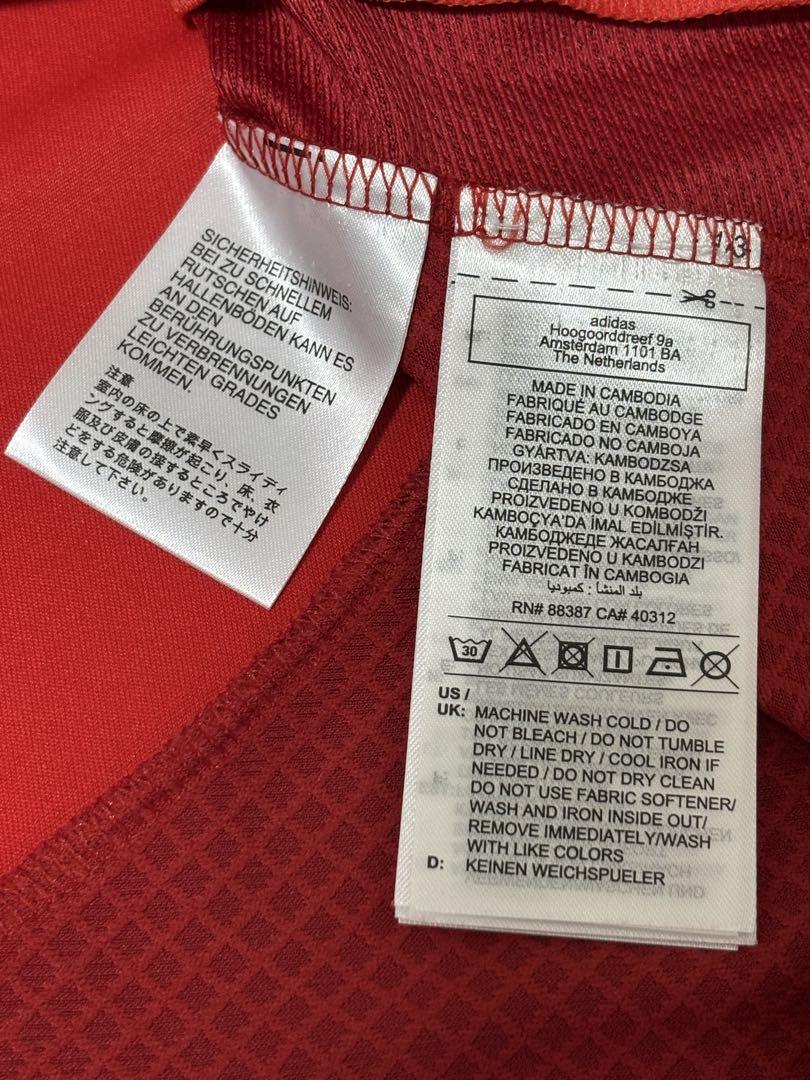 SICHERHEITSHINWEIS:
BEI ZU SCHNELLEM
RUTSCHEN AUF
HALLENBÖDEN KANN ES
AN DEN
BERÜHRUNGSPUNKTEN
ZU VERBRENNUNGEN
LEICHTEN GRADES
KOMMEN.
注意
室内の床の上で素早くスライディ
ングすると摩擦が起こり、床、衣
服及び皮膚の接するところでやけ
どをする危険がありますので十分
注意して下さい。
adidas
Hoogoorddreef 9a
Amsterdam 1101 BA
The Netherlands
MADE IN CAMBODIA
FABRIQUÉ AU CAMBODGE
FABRICADO EN CAMBOYA
FABRICADO NO CAMBOJA
GYÁRTVA: KAMBODZSA
ПРОИЗВЕДЕНО В КАМБОДЖА
СДЕЛАНО В КАМБОДЖЕ
PROIZVEDENO U KOMBODŽI
KAMBOÇYA'DA İMAL EDİLMİŞTİR.
КАМБОДЖЕДЕ ЖАСАЛҒАН
PROIZVEDENO U KAMBODZI
FABRICAT ÎN CAMBOGIA
بلد المنشأ : كمبوديا
RN# 88387 CA# 40312
30
US /
UK: MACHINE WASH COLD / DO
NOT BLEACH / DO NOT TUMBLE
DRY / LINE DRY / COOL IRON IF
NEEDED / DO NOT DRY CLEAN
DO NOT USE FABRIC SOFTENER/
WASH AND IRON INSIDE OUT/
REMOVE IMMEDIATELY/WASH
WITH LIKE COLORS
D: KEINEN WEICHSPUELER